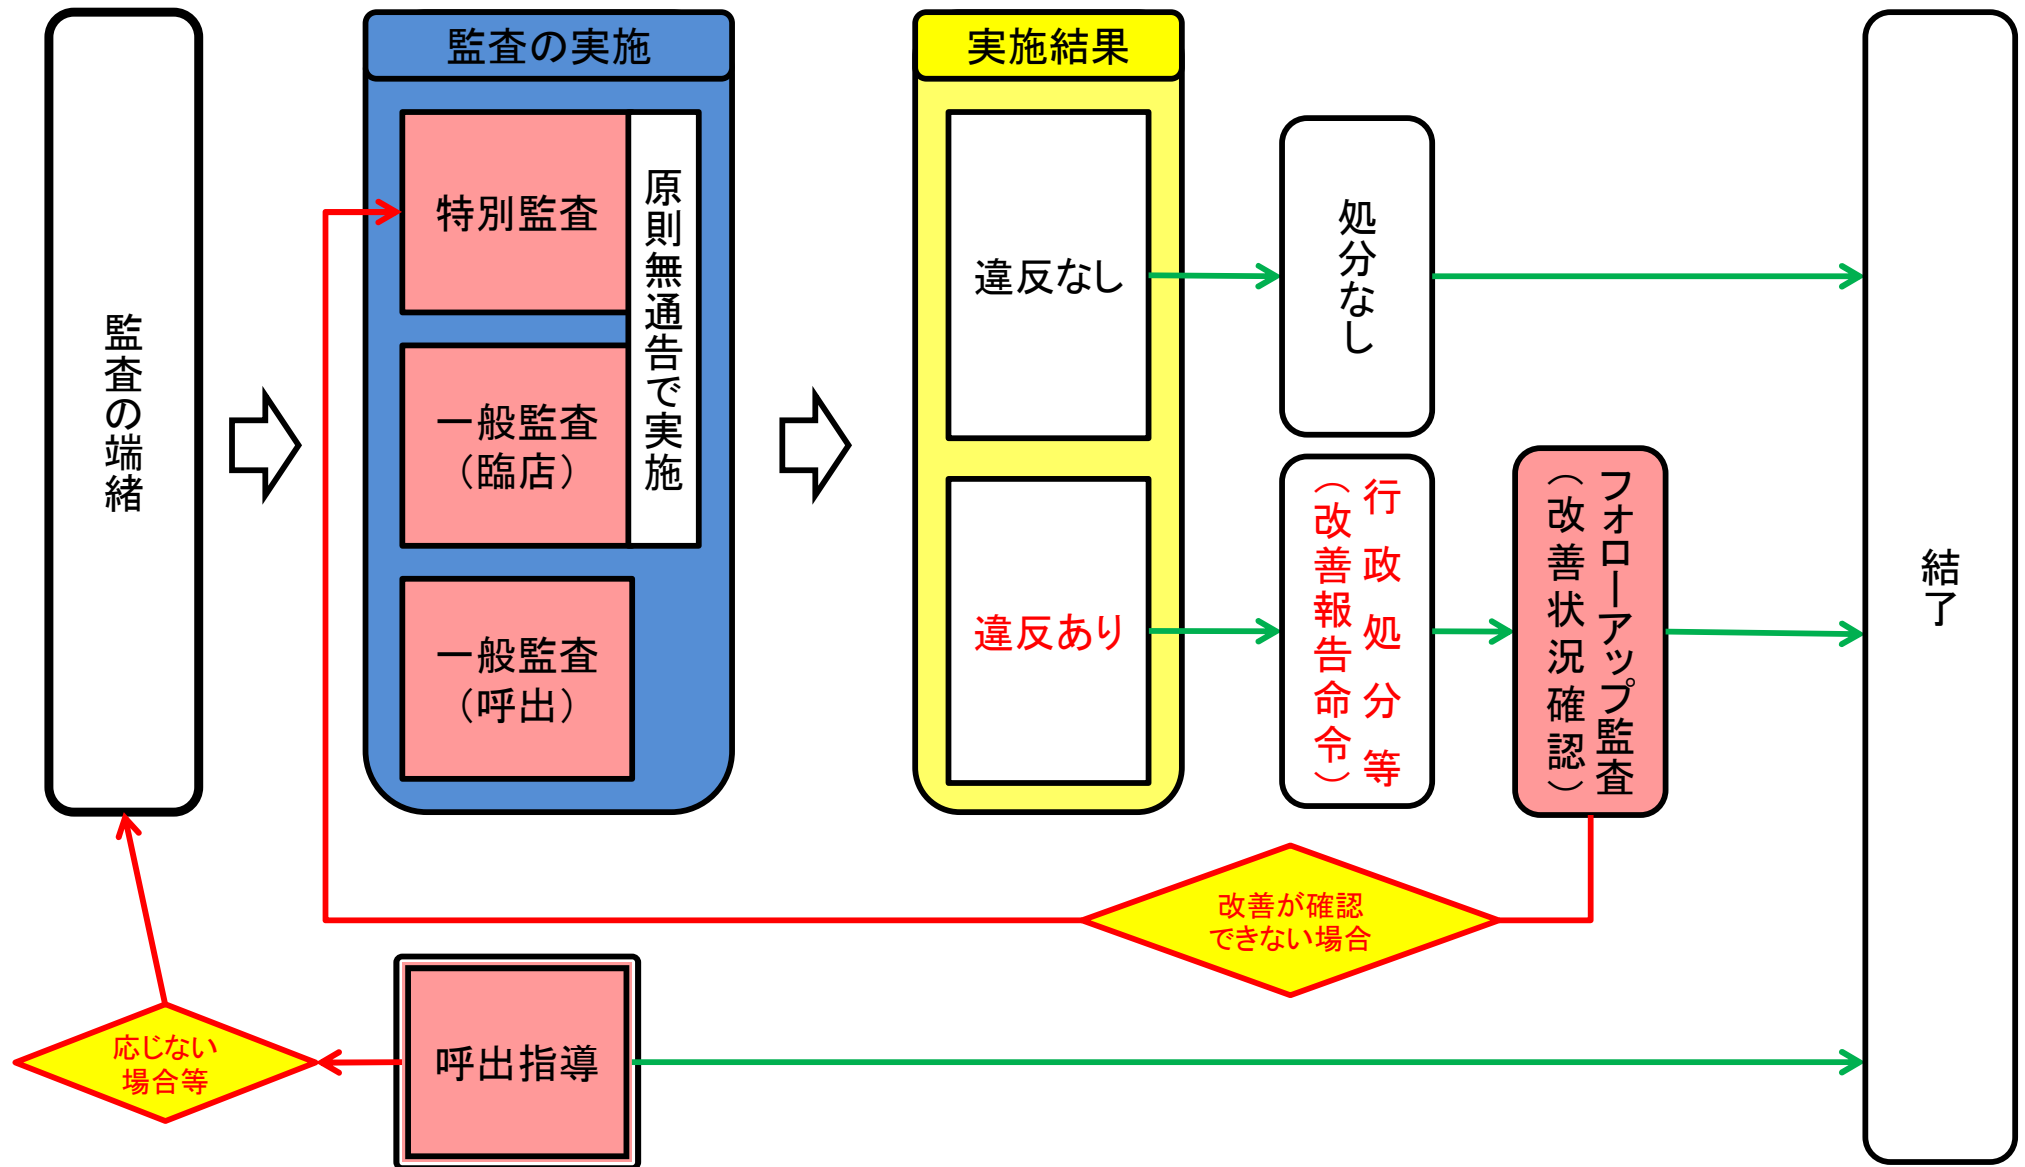 監査の端緒
監査の実施
特別監査
一般監査
（臨店）
原則無通告で実施
一般監査
（呼出）
実施結果
違反なし
違反あり
処分なし
行政処分等
（改善報告命令）
フォローアップ監査
（改善状況確認）
結了
改善が確認
できない場合
応じない
場合等
呼出指導